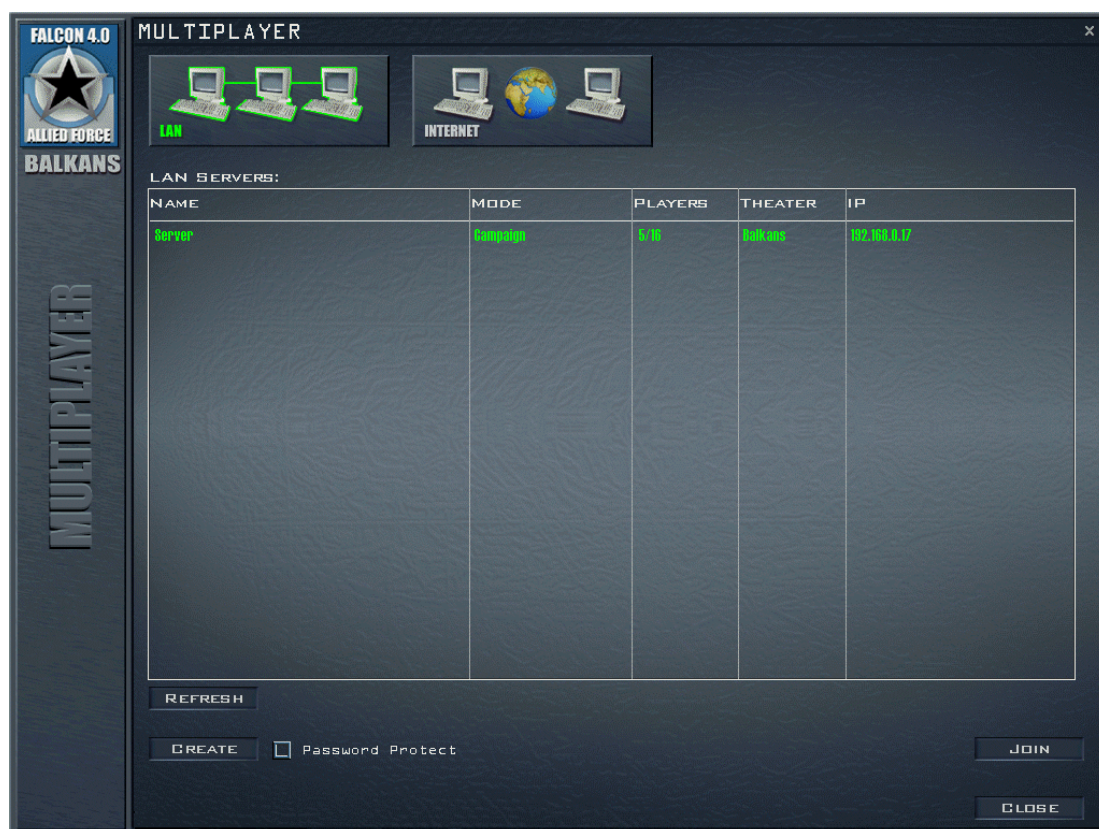 FALCON 4.0
ALLIED FORCE
BALKANS
MULTIPLAYER
MULTIPLAYER
x
LAN
INTERNET
LAN Servers:
Name Mode Players Theater IP
Server Campaign 5/16 Balkans 192.168.0.17
Refresh
Create Password Protect Join
Close